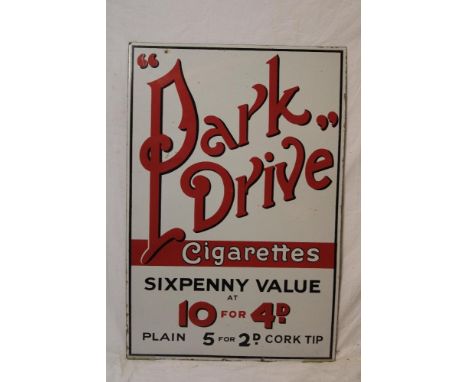 "Park
Drive"
Cigarettes
SIXPENNY VALUE
AT
10 FOR 4D.
PLAIN 5 FOR 2D. CORK TIP